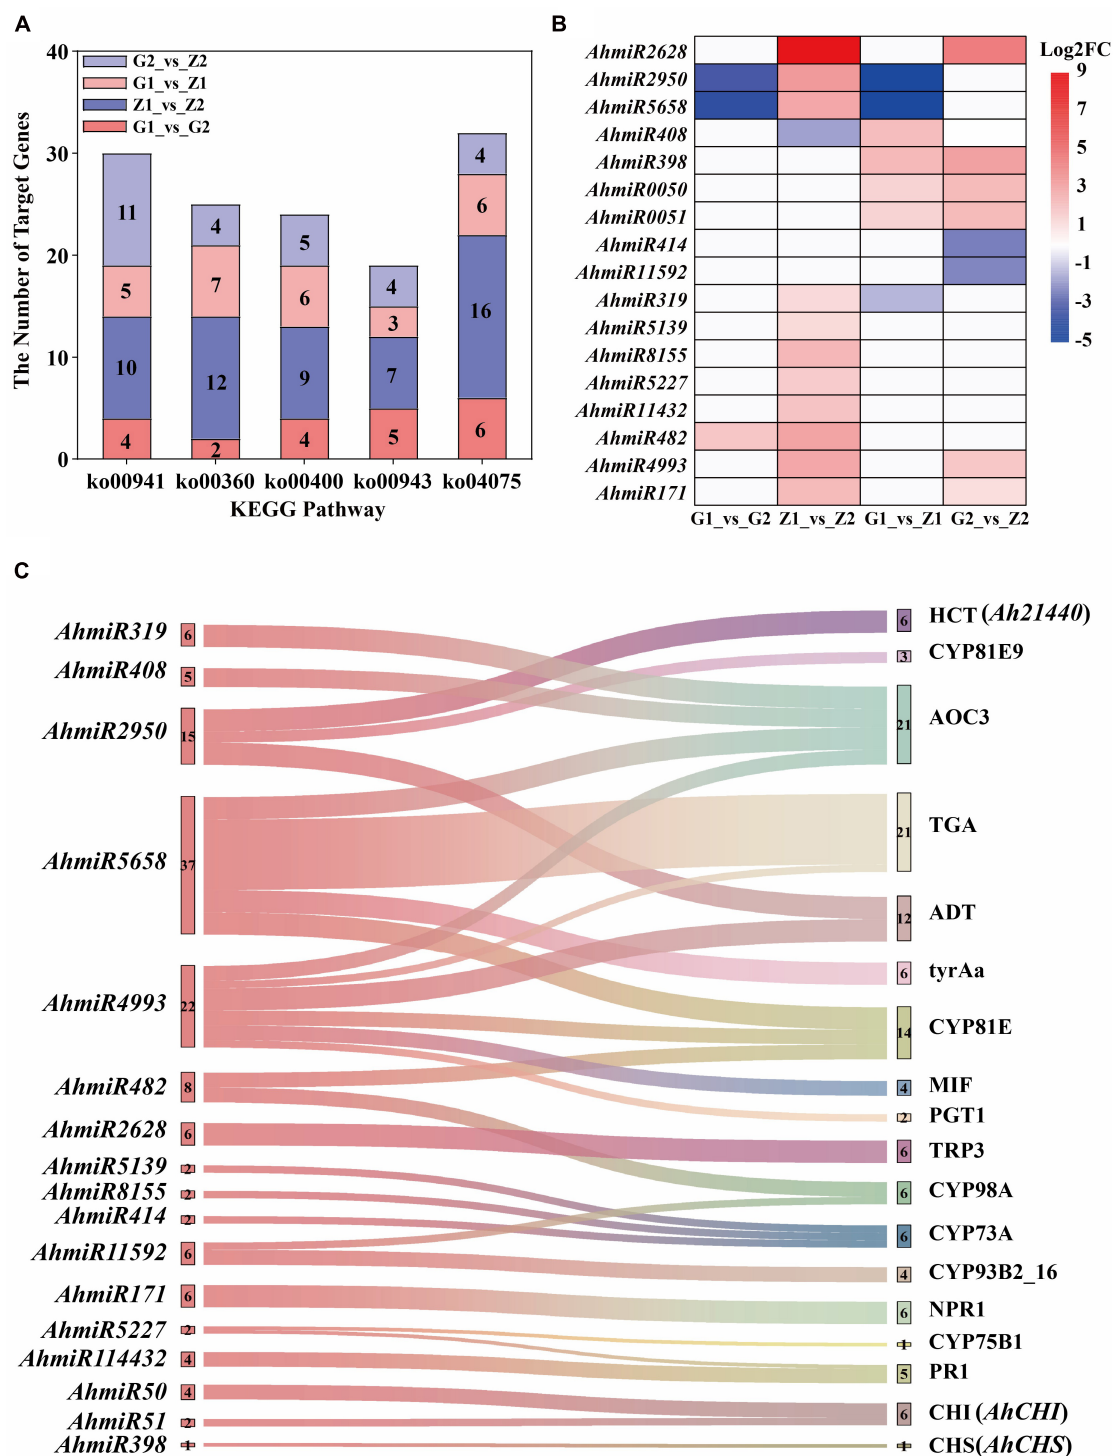 A
The Number of Target Genes
40
30
20
10
0
G2_vs_Z2
G1_vs_Z1
Z1_vs_Z2
G1_vs_G2
11
5
10
4
4
7
12
2
5
6
9
4
4
3
7
5
4
6
16
6
ko00941 ko00360 ko00400 ko00943 ko04075
KEGG Pathway
B
AhmiR2628
AhmiR2950
AhmiR5658
AhmiR408
AhmiR398
AhmiR0050
AhmiR0051
AhmiR414
AhmiR11592
AhmiR319
AhmiR5139
AhmiR8155
AhmiR5227
AhmiR11432
AhmiR482
AhmiR4993
AhmiR171
G1_vs_G2 Z1_vs_Z2 G1_vs_Z1 G2_vs_Z2
Log2FC
9
7
5
3
1
-1
-3
-5
C
AhmiR319 6
AhmiR408 5
AhmiR2950 15
AhmiR5658 37
AhmiR4993 22
AhmiR482 8
AhmiR2628 6
AhmiR5139 2
AhmiR8155 2
AhmiR414 2
AhmiR11592 6
AhmiR171 6
AhmiR5227 2
AhmiR114432 4
AhmiR50 4
AhmiR51 2
AhmiR398 1
6 HCT (Ah21440)
3 CYP81E9
21 AOC3
21 TGA
12 ADT
6 tyrAa
14 CYP81E
4 MIF
2 PGT1
6 TRP3
6 CYP98A
6 CYP73A
4 CYP93B2_16
6 NPR1
1 CYP75B1
5 PR1
6 CHI (AhCHI)
1 CHS(AhCHS)